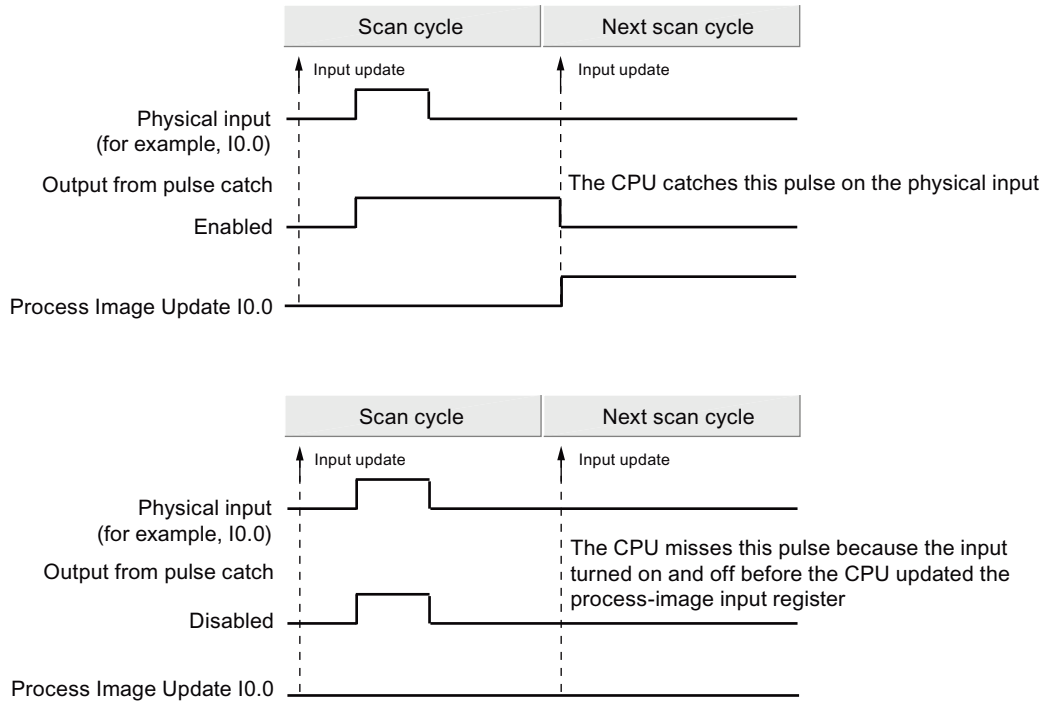 Scan cycle
Next scan cycle
Input update
Input update
Physical input
(for example, I0.0)
Output from pulse catch
The CPU catches this pulse on the physical input
Enabled
Process Image Update I0.0
Scan cycle
Next scan cycle
Input update
Input update
Physical input
(for example, I0.0)
Output from pulse catch
The CPU misses this pulse because the input
turned on and off before the CPU updated the
process-image input register
Disabled
Process Image Update I0.0